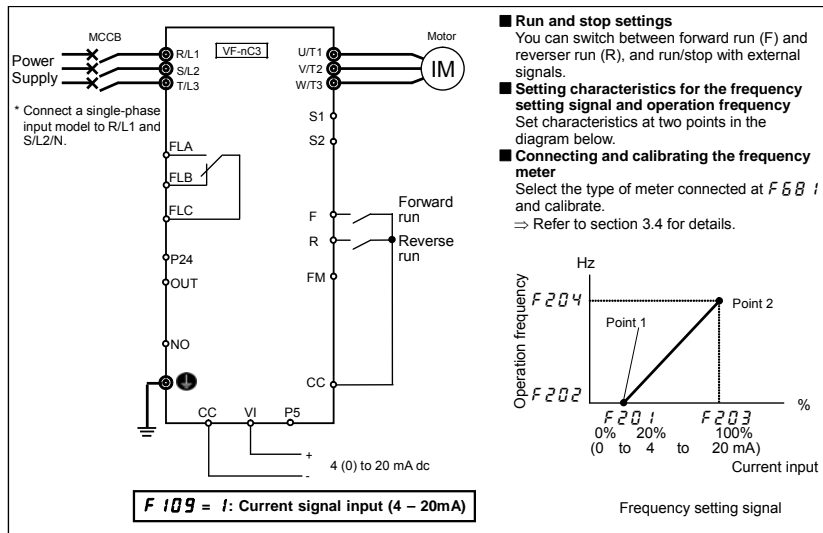 MCCB
Power
Supply
R/L1
S/L2
T/L3
VF-nC3
U/T1
V/T2
W/T3
Motor
IM
* Connect a single-phase
input model to R/L1 and
S/L2/N.
FLA
FLB
FLC
P24
OUT
NO
S1
S2
F
R
FM
CC
Forward
run
Reverse
run
CC
VI
P5
+
-
4 (0) to 20 mA dc
F109 = 1: Current signal input (4 – 20mA)
■ Run and stop settings
You can switch between forward run (F) and
reverser run (R), and run/stop with external
signals.
■ Setting characteristics for the frequency
setting signal and operation frequency
Set characteristics at two points in the
diagram below.
■ Connecting and calibrating the frequency
meter
Select the type of meter connected at F681
and calibrate.
⇒ Refer to section 3.4 for details.
Hz
Operation frequency
F204
F202
Point 1
Point 2
%
F201 F203
0% 20% 100%
(0 to 4 to 20 mA)
Current input
Frequency setting signal